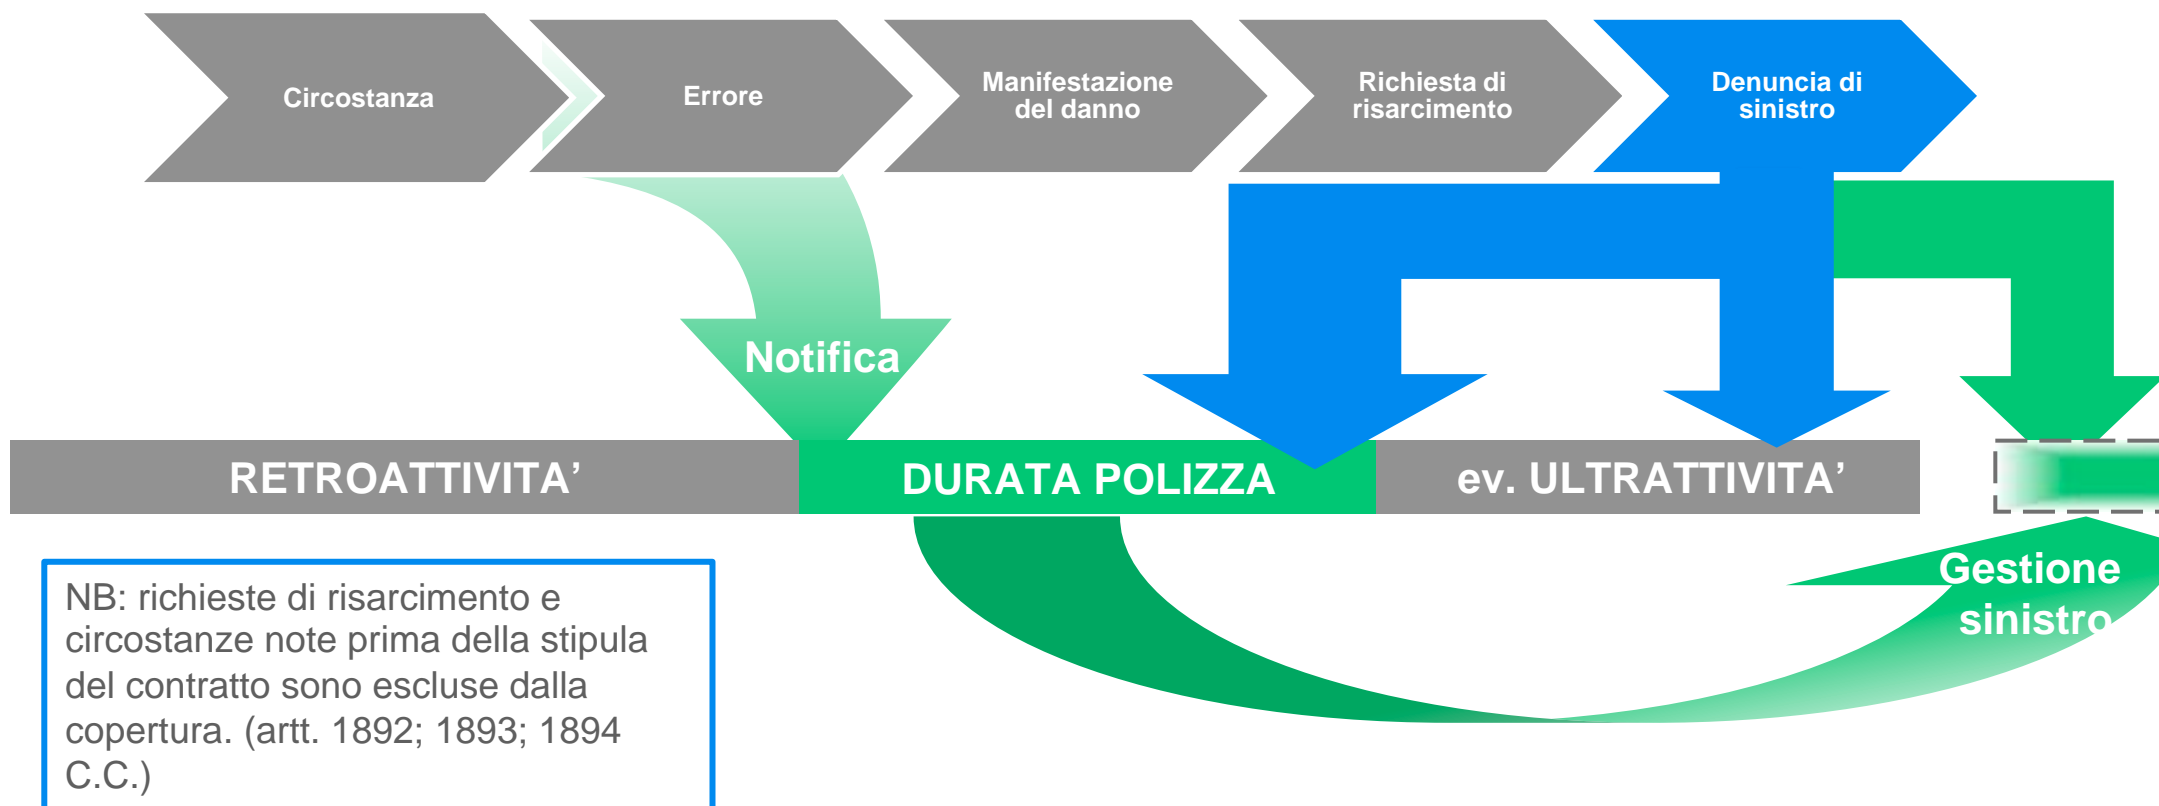 Circostanza
Errore
Manifestazione
del danno
Richiesta di
risarcimento
Denuncia di
sinistro
Notifica
RETROATTIVITA’
DURATA POLIZZA
ev. ULTRATTIVITA’
Gestione
sinistro
NB: richieste di risarcimento e
circostanze note prima della stipula
del contratto sono escluse dalla
copertura. (artt. 1892; 1893; 1894
C.C.)